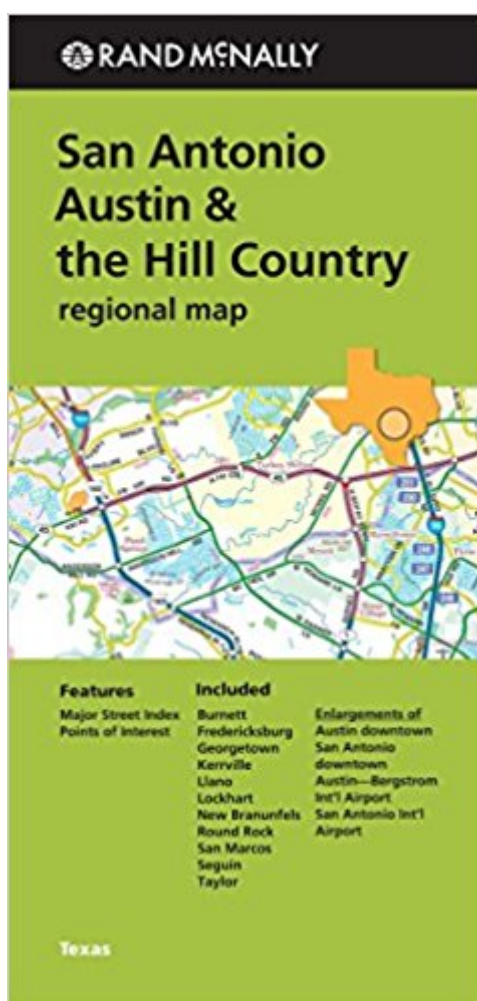 RAND McNALLY
San Antonio
Austin &
the Hill Country
regional map
Features
Major Street Index
Points of Interest
Included
Burnett
Fredericksburg
Georgetown
Kerrville
Llano
Lockhart
New Branunfels
Round Rock
San Marcos
Seguin
Taylor
Enlargements of
Austin downtown
San Antonio
downtown
Austin—Bergstrom
Int'l Airport
San Antonio Int'l
Airport
Texas